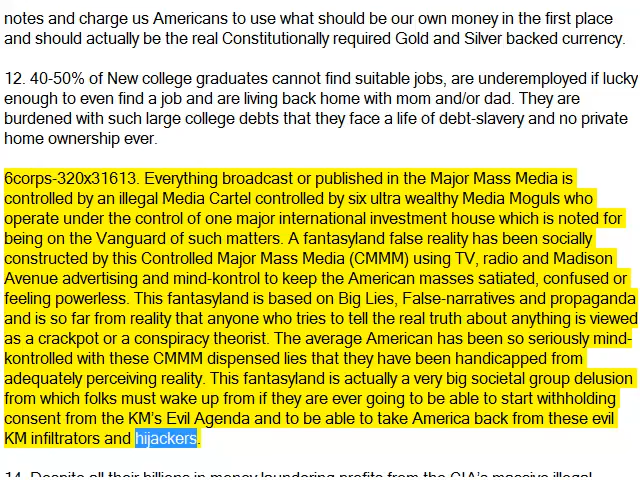 notes and charge us Americans to use what should be our own money in the first place
and should actually be the real Constitutionally required Gold and Silver backed currency.
12. 40-50% of New college graduates cannot find suitable jobs, are underemployed if lucky
enough to even find a job and are living back home with mom and/or dad. They are
burdened with such large college debts that they face a life of debt-slavery and no private
home ownership ever.
6corps-320x31613. Everything broadcast or published in the Major Mass Media is
controlled by an illegal Media Cartel controlled by six ultra wealthy Media Moguls who
operate under the control of one major international investment house which is noted for
being on the Vanguard of such matters. A fantasyland false reality has been socially
constructed by this Controlled Major Mass Media (CMMM) using TV, radio and Madison
Avenue advertising and mind-kontrol to keep the American masses satiated, confused or
feeling powerless. This fantasyland is based on Big Lies, False-narratives and propaganda
and is so far from reality that anyone who tries to tell the real truth about anything is viewed
as a crackpot or a conspiracy theorist. The average American has been so seriously mind-
kontrolled with these CMMM dispensed lies that they have been handicapped from
adequately perceiving reality. This fantasyland is actually a very big societal group delusion
from which folks must wake up from if they are ever going to be able to start withholding
consent from the KM's Evil Agenda and to be able to take America back from these evil
KM infiltrators and hijackers.
14. Despite all their billions in money laundering profits from the CIA's massive illegal